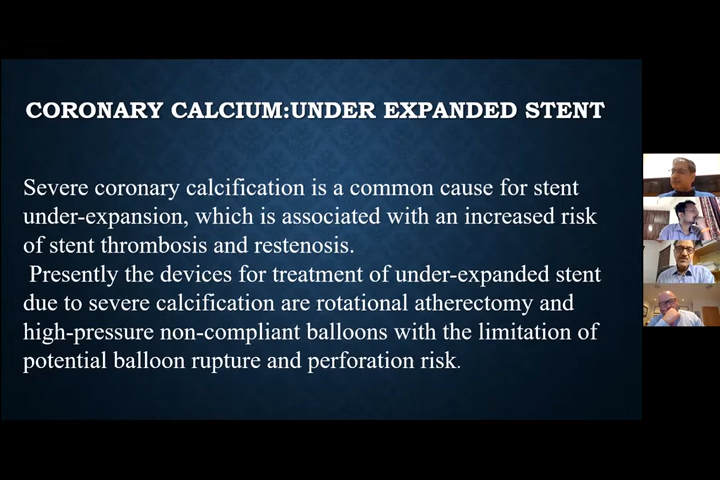 CORONARY CALCIUM:UNDER EXPANDED STENT
Severe coronary calcification is a common cause for stent
under-expansion, which is associated with an increased risk
of stent thrombosis and restenosis.
Presently the devices for treatment of under-expanded stent
due to severe calcification are rotational atherectomy and
high-pressure non-compliant balloons with the limitation of
potential balloon rupture and perforation risk.